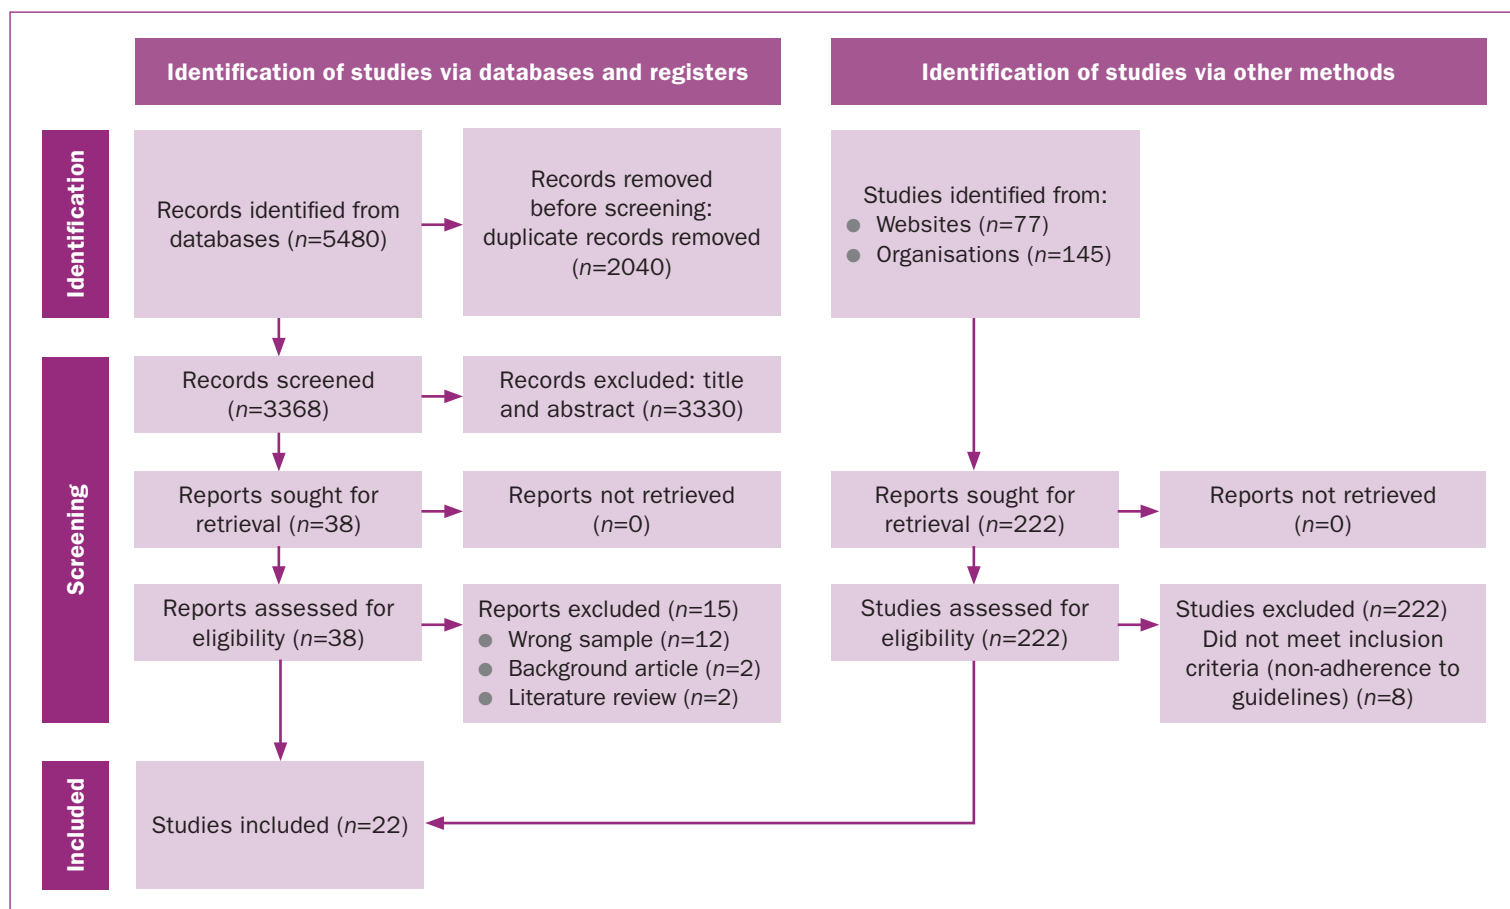 Identification of studies via databases and registers
Identification of studies via other methods
Identification
Records identified from
databases (n=5480)
Records removed
before screening:
duplicate records removed
(n=2040)
Studies identified from:
● Websites (n=77)
● Organisations (n=145)
Screening
Records screened
(n=3368)
Records excluded: title
and abstract (n=3330)
Reports sought for
retrieval (n=38)
Reports not retrieved
(n=0)
Reports sought for
retrieval (n=222)
Reports not retrieved
(n=0)
Reports assessed for
eligibility (n=38)
Reports excluded (n=15)
● Wrong sample (n=12)
● Background article (n=2)
● Literature review (n=2)
Studies assessed for
eligibility (n=222)
Studies excluded (n=222)
Did not meet inclusion
criteria (non-adherence to
guidelines) (n=8)
Included
Studies included (n=22)